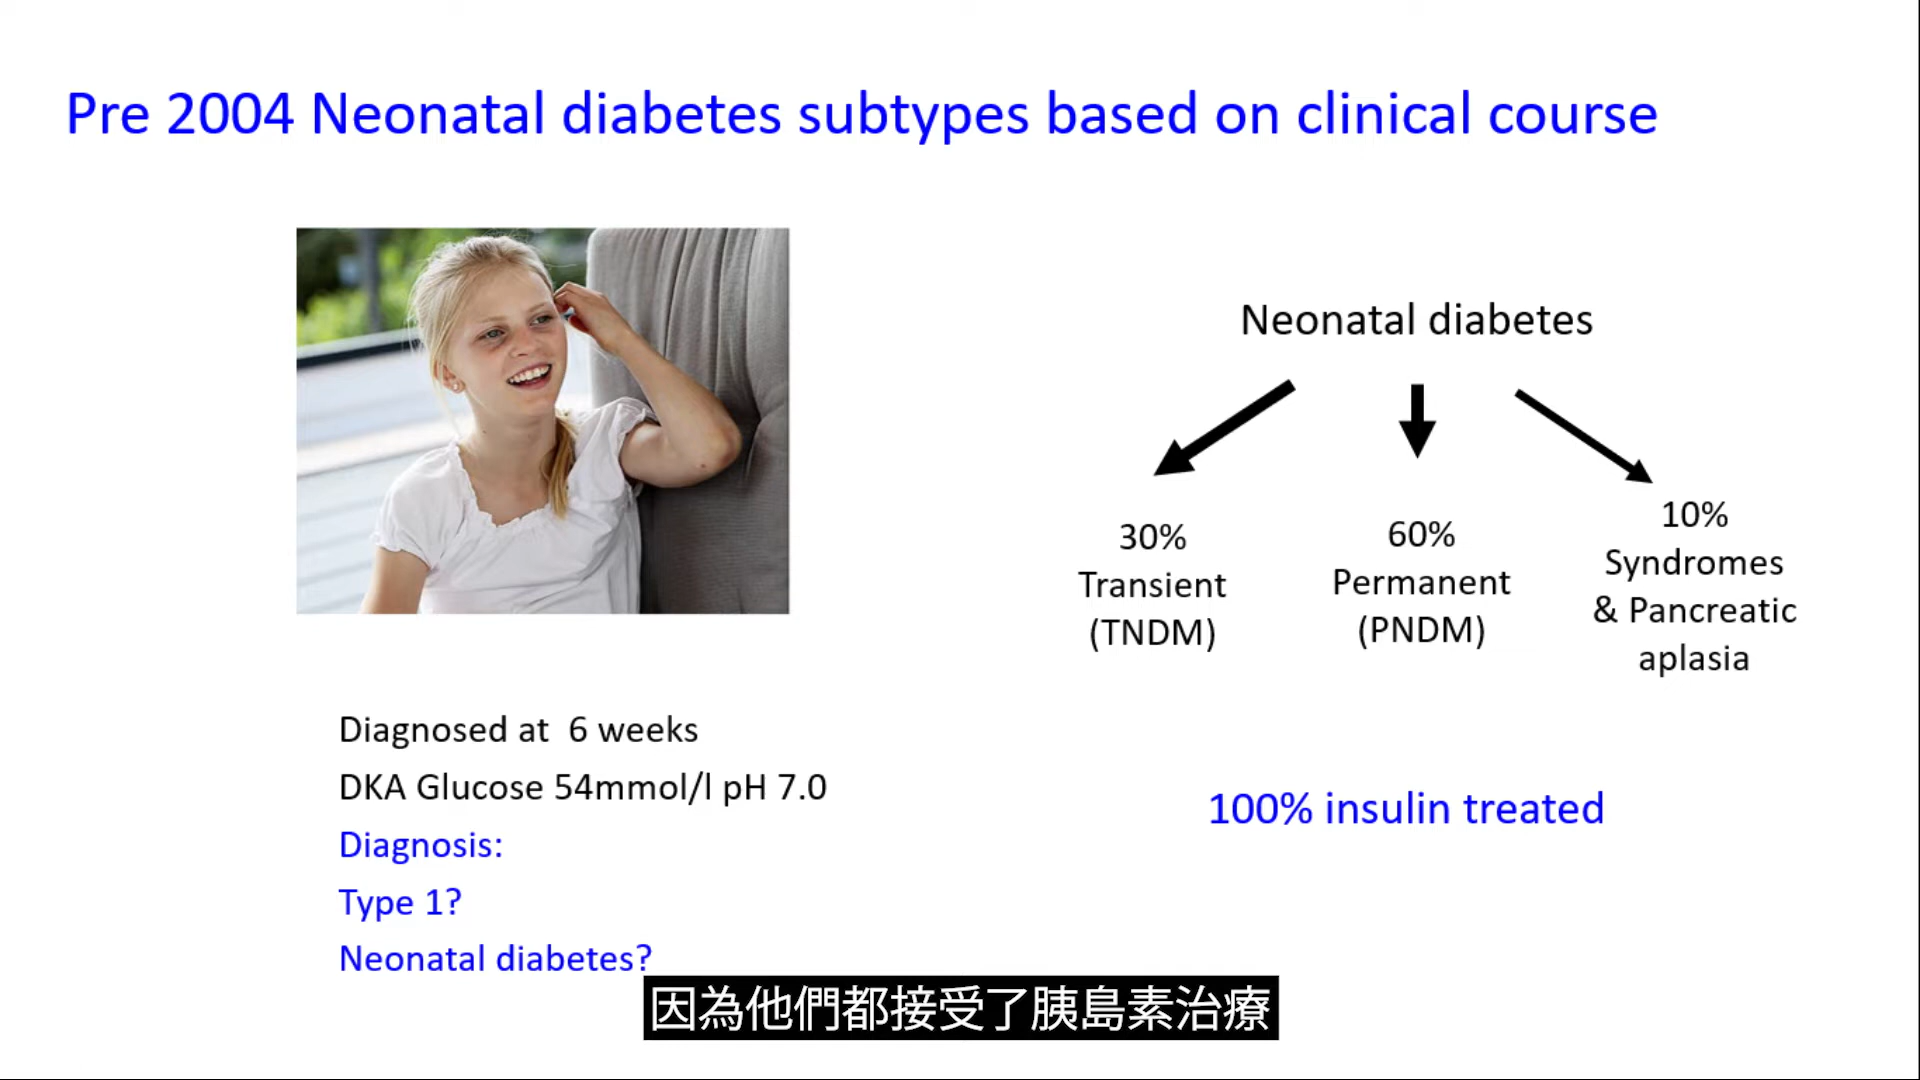 Pre 2004 Neonatal diabetes subtypes based on clinical course
Neonatal diabetes
30%
Transient
(TNDM)
60%
Permanent
(PNDM)
10%
Syndromes
& Pancreatic
aplasia
Diagnosed at  6 weeks
DKA Glucose 54mmol/l pH 7.0
Diagnosis:
Type 1?
Neonatal diabetes?
100% insulin treated
因為他們都接受了胰島素治療